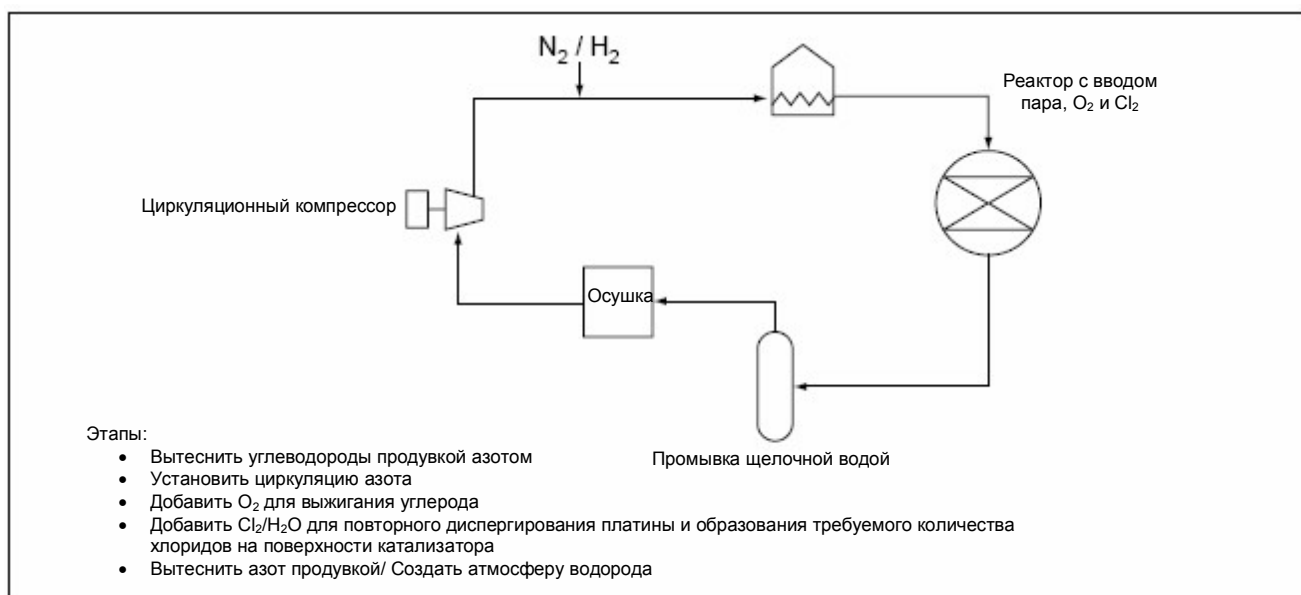 N₂ / H₂
Реактор с вводом
пара, O₂ и Cl₂
Циркуляционный компрессор
Осушка
Промывка щелочной водой
Этапы:
• Вытеснить углеводороды продувкой азотом
• Установить циркуляцию азота
• Добавить O₂ для выжигания углерода
• Добавить Cl₂/H₂O для повторного диспергирования платины и образования требуемого количества
хлоридов на поверхности катализатора
• Вытеснить азот продувкой/ Создать атмосферу водорода